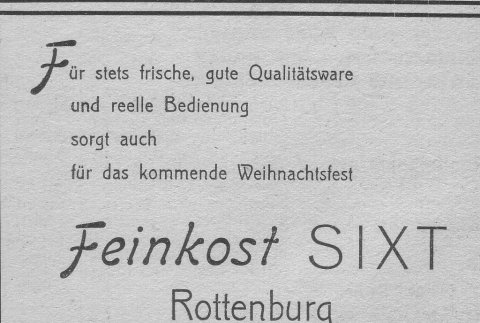 Für stets frische, gute Qualitätsware
und reelle Bedienung
sorgt auch
für das kommende Weihnachtsfest
Feinkost SIXT
Rottenburg